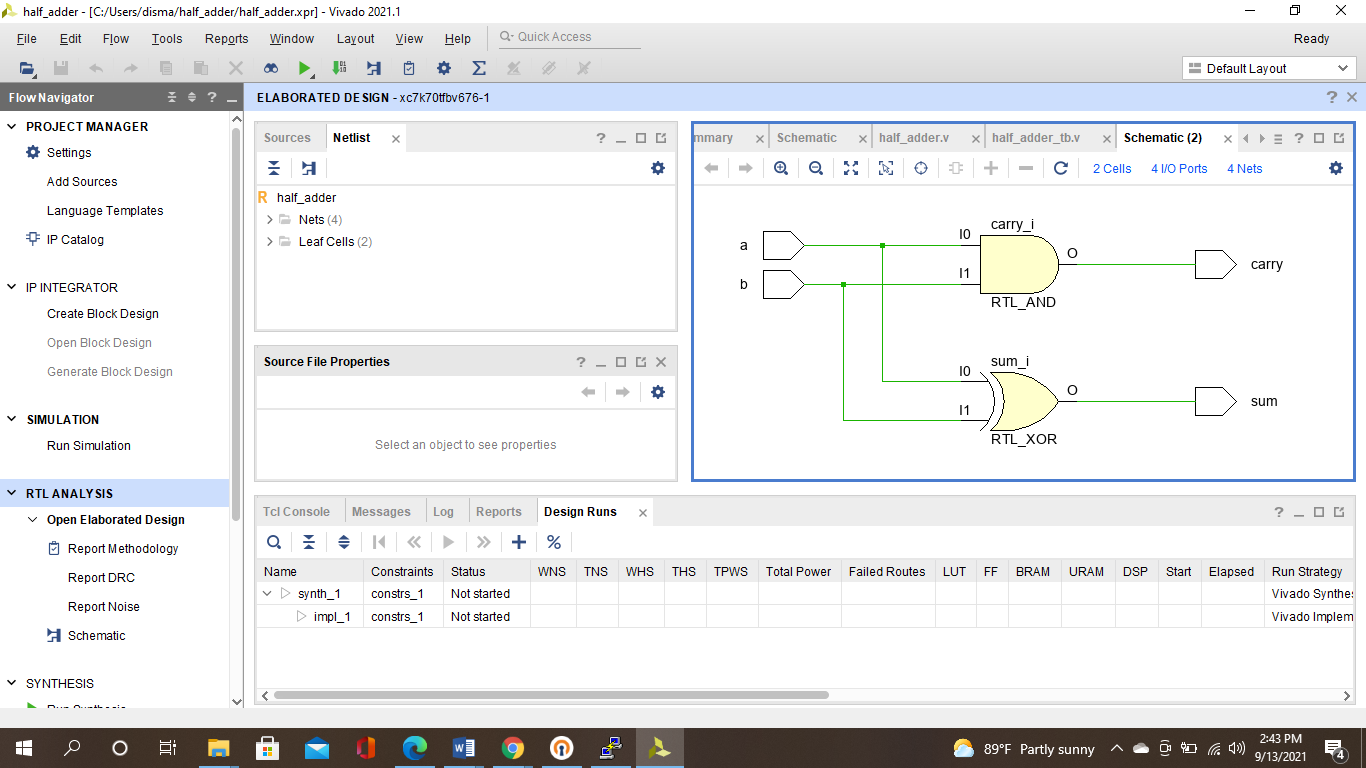 half_adder - [C:/Users/disma/half_adder/half_adder.xpr] - Vivado 2021.1
File Edit Flow Tools Reports Window Layout View Help Quick Access Ready
Default Layout
Flow Navigator
PROJECT MANAGER
Settings
Add Sources
Language Templates
IP Catalog
IP INTEGRATOR
Create Block Design
Open Block Design
Generate Block Design
SIMULATION
Run Simulation
RTL ANALYSIS
Open Elaborated Design
Report Methodology
Report DRC
Report Noise
Schematic
SYNTHESIS
Run Synthesis
ELABORATED DESIGN - xc7k70tfbv676-1
Sources Netlist
half_adder
Nets (4)
Leaf Cells (2)
Source File Properties
Select an object to see properties
mmary Schematic half_adder.v half_adder_tb.v Schematic (2)
2 Cells 4 I/O Ports 4 Nets
carry_i
a I0 O
carry
b I1
RTL_AND
sum_i
I0 O
sum
I1
RTL_XOR
Tcl Console Messages Log Reports Design Runs
Name Constraints Status WNS TNS WHS THS TPWS Total Power Failed Routes LUT FF BRAM URAM DSP Start Elapsed Run Strategy
synth_1 constrs_1 Not started Vivado Synthes
impl_1 constrs_1 Not started Vivado Implem
89°F Partly sunny
2:43 PM
9/13/2021
4